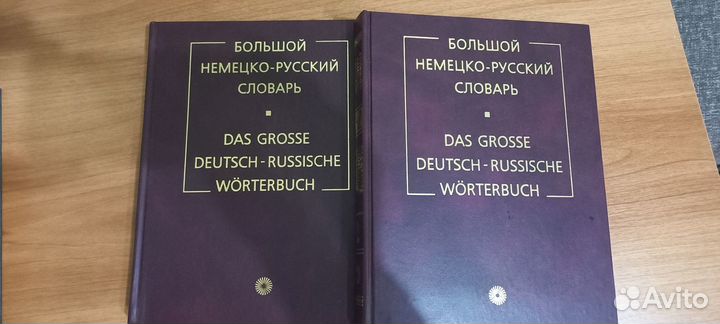 БОЛЬШОЙ
НЕМЕЦКО-РУССКИЙ
СЛОВАРЬ
DAS GROSSE
DEUTSCH-RUSSISCHE
WÖRTERBUCH
БОЛЬШОЙ
НЕМЕЦКО-РУССКИЙ
СЛОВАРЬ
DAS GROSSE
DEUTSCH-RUSSISCHE
WÖRTERBUCH
Avito